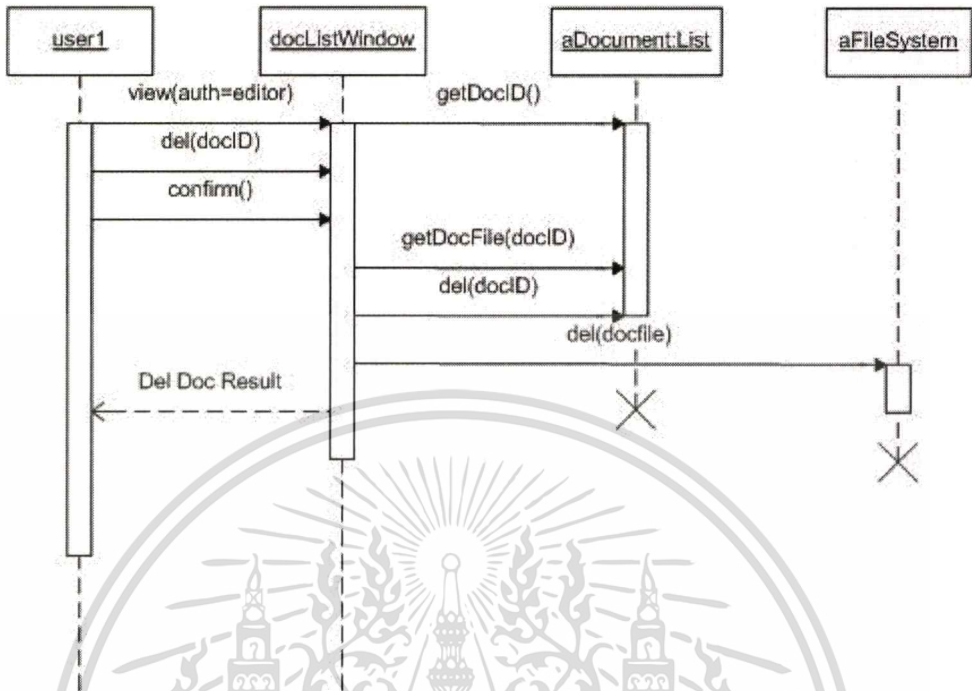 user1
docListWindow
aDocument:List
aFileSystem
view(auth=editor)
getDocID()
del(docID)
confirm()
getDocFile(docID)
del(docID)
del(docfile)
Del Doc Result